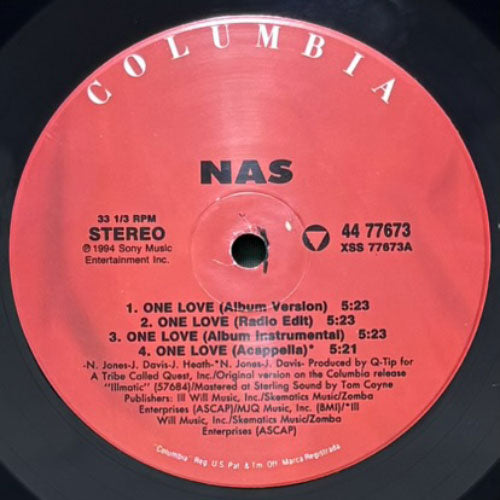 COLUMBIA
NAS
33 1/3 RPM
STEREO
℗ 1994 Sony Music
Entertainment Inc.
44 77673
XSS 77673A
1. ONE LOVE (Album Version) 5:23
2. ONE LOVE (Radio Edit) 5:23
3. ONE LOVE (Album Instrumental) 5:23
4. ONE LOVE (Acappella)* 5:21
-N. Jones-J. Davis-J. Heath-*N. Jones-J. Davis- Produced by Q-Tip for
A Tribe Called Quest, Inc./Original version on the Columbia release
"Illmatic" (57684)/Mastered at Sterling Sound by Tom Coyne
Publishers: Ill Will Music, Inc./Skematics Music/Zomba
Enterprises (ASCAP)/MJQ Music, Inc. (BMI)/*Ill
Will Music, Inc./Skematics Music/Zomba
Enterprises (ASCAP)
"Columbia" Reg. U.S. Pat. & Tm. Off. Marca Registrada.